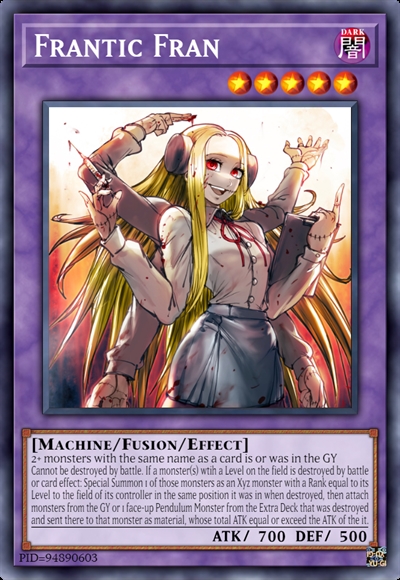 Frantic Fran
DARK
闇
[Machine/Fusion/Effect]
2+ monsters with the same name as a card is or was in the GY
Cannot be destroyed by battle. If a monster(s) wtih a Level on the field is destroyed by battle
or card effect: Special Summon 1 of those monsters as an Xyz monster with a Rank equal to its
Level to the field of its controller in the same position it was in when destroyed, then attach
monsters from the GY or 1 face-up Pendulum Monster from the Extra Deck that was destroyed
and sent there to that monster as material, whose total ATK equal or exceed the ATK of the it.
ATK/ 700 DEF/ 500
PID=94890603